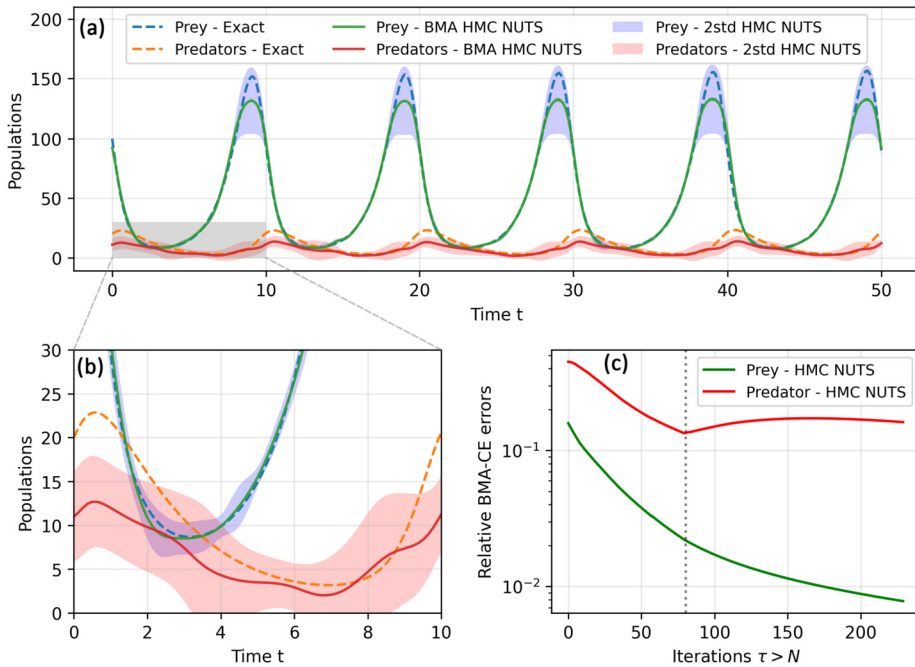 (a)
Prey - Exact
Predators - Exact
Prey - BMA HMC NUTS
Predators - BMA HMC NUTS
Prey - 2std HMC NUTS
Predators - 2std HMC NUTS
Populations
200
150
100
50
0
0
10
20
30
40
50
Time t
(b)
Populations
30
25
20
15
10
5
0
0
2
4
6
8
10
Time t
(c)
Prey - HMC NUTS
Predator - HMC NUTS
Relative BMA-CE errors
10⁻¹
10⁻²
0
50
100
150
200
Iterations τ > N